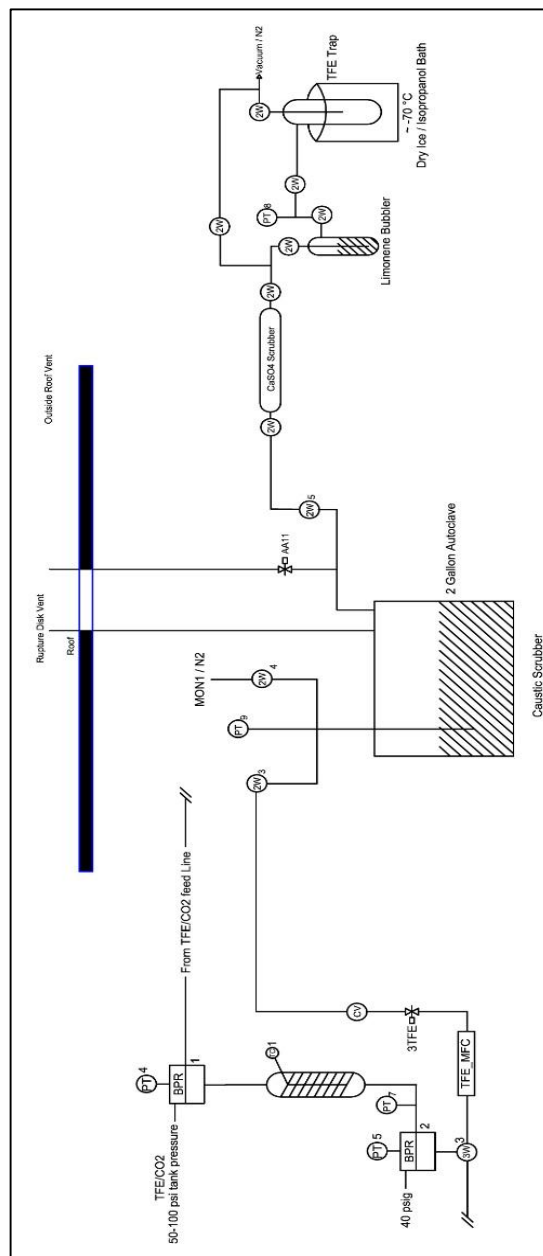 Outside Roof Vent
Rupture Disk Vent
Roof
Vacuum / N2
2W
2W
TFE Trap
~ -70 °C
Dry Ice / Isopropanol Bath
2W
PT 8
2W
2W
Limonene Bubbler
2W
CaSO4 Scrubber
2W
2W 5
AA11
2 Gallon Autoclave
Caustic Scrubber
MON1 / N2
2W 4
PT 9
2W 3
From TFE/CO2 feed Line
PT 4
BPR 1
TFE/CO2
50-100 psi tank pressure
PT 7
PT 5
BPR 2
40 psig
3W 3
TFE_MFC
3TFE
CV